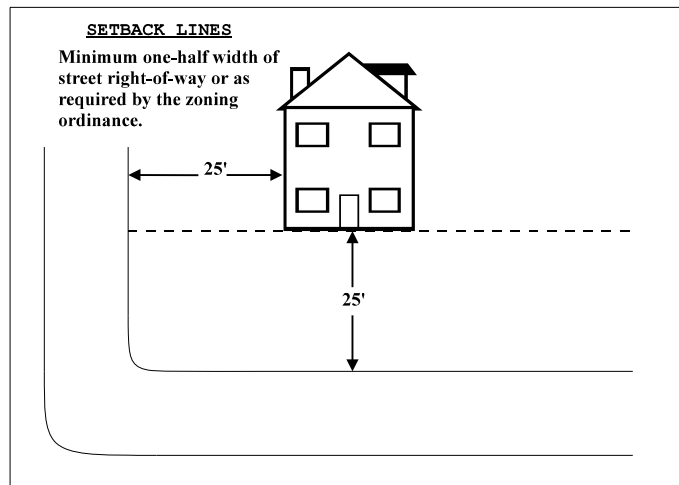 SETBACK LINES
Minimum one-half width of
street right-of-way or as
required by the zoning
ordinance.
25'
25'